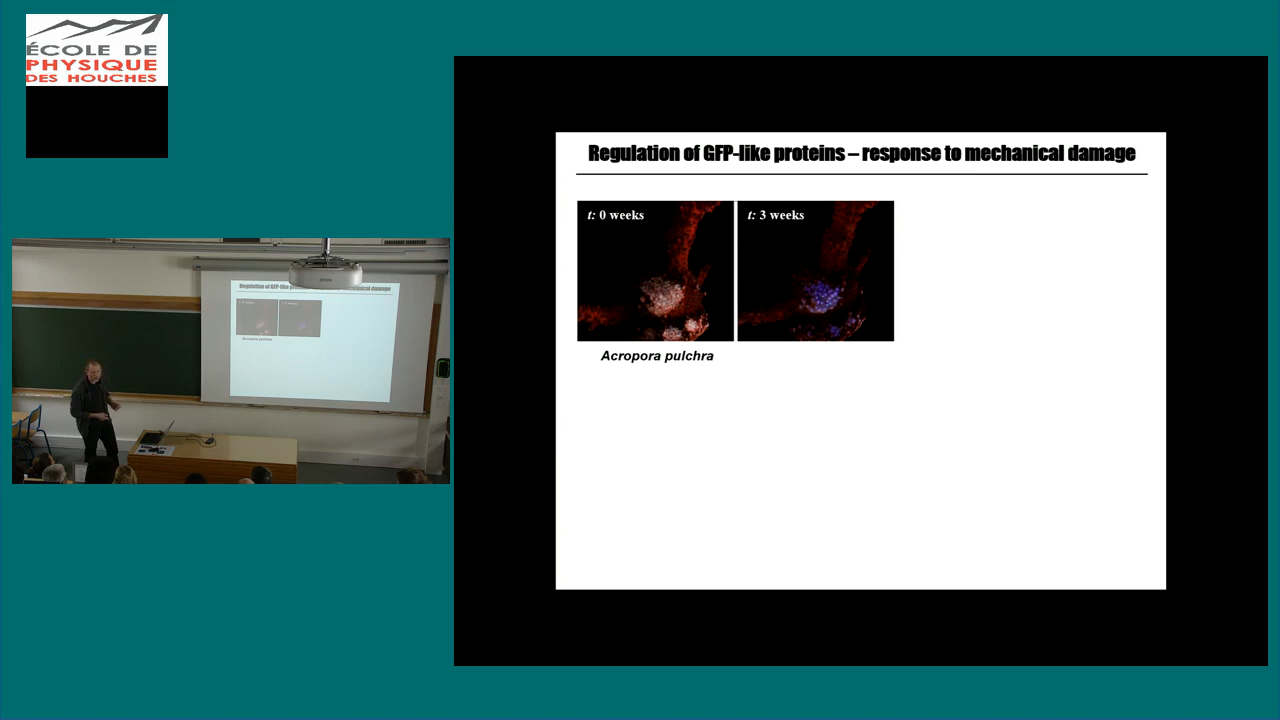 ÉCOLE DE
PHYSIQUE
DES HOUCHES
Regulation of GFP-like proteins – response to mechanical damage
t: 0 weeks
t: 3 weeks
Acropora pulchra